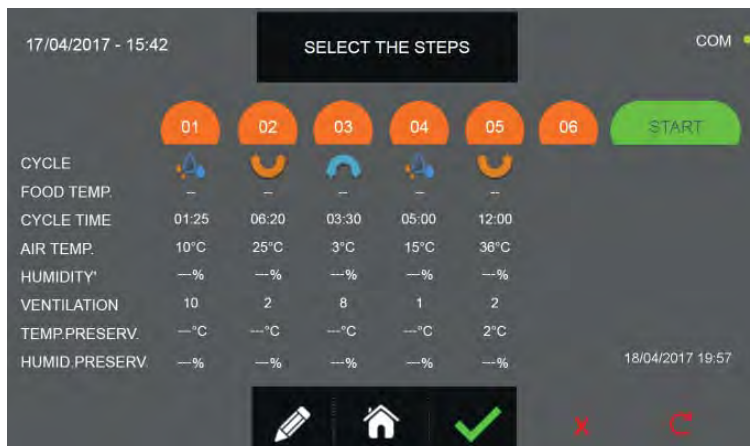 17/04/2017 - 15:42 SELECT THE STEPS COM
01 02 03 04 05 06 START
CYCLE
FOOD TEMP. -- -- -- -- --
CYCLE TIME 01:25 06:20 03:30 05:00 12:00
AIR TEMP. 10°C 25°C 3°C 15°C 36°C
HUMIDITY' ---% ---% ---% ---% ---%
VENTILATION 10 2 8 1 2
TEMP.PRESERV. ---°C ---°C ---°C ---°C 2°C
HUMID.PRESERV ---% ---% ---% ---% ---% 18/04/2017 19:57
X